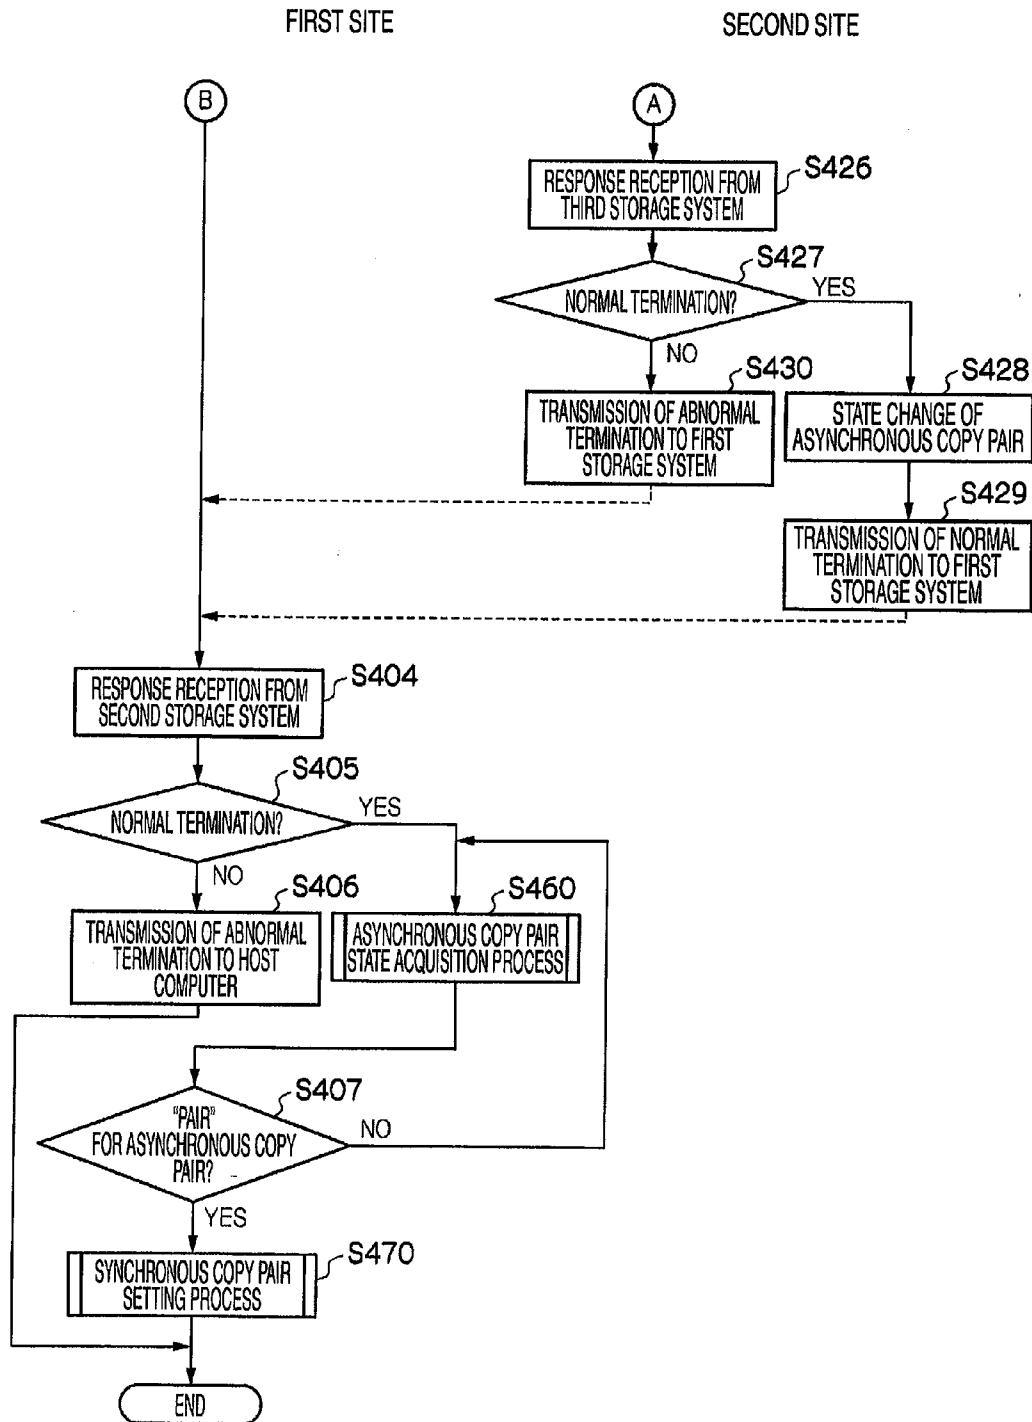 FIRST SITE
SECOND SITE
B
A
RESPONSE RECEPTION FROM
THIRD STORAGE SYSTEM
S426
S427
NORMAL TERMINATION?
YES
NO
S430
TRANSMISSION OF ABNORMAL
TERMINATION TO FIRST
STORAGE SYSTEM
S428
STATE CHANGE OF
ASYNCHRONOUS COPY PAIR
S429
TRANSMISSION OF NORMAL
TERMINATION TO FIRST
STORAGE SYSTEM
RESPONSE RECEPTION FROM
SECOND STORAGE SYSTEM
S404
S405
NORMAL TERMINATION?
YES
NO
S406
TRANSMISSION OF ABNORMAL
TERMINATION TO HOST
COMPUTER
S460
ASYNCHRONOUS COPY PAIR
STATE ACQUISITION PROCESS
S407
"PAIR"
FOR ASYNCHRONOUS COPY
PAIR?
NO
YES
S470
SYNCHRONOUS COPY PAIR
SETTING PROCESS
END